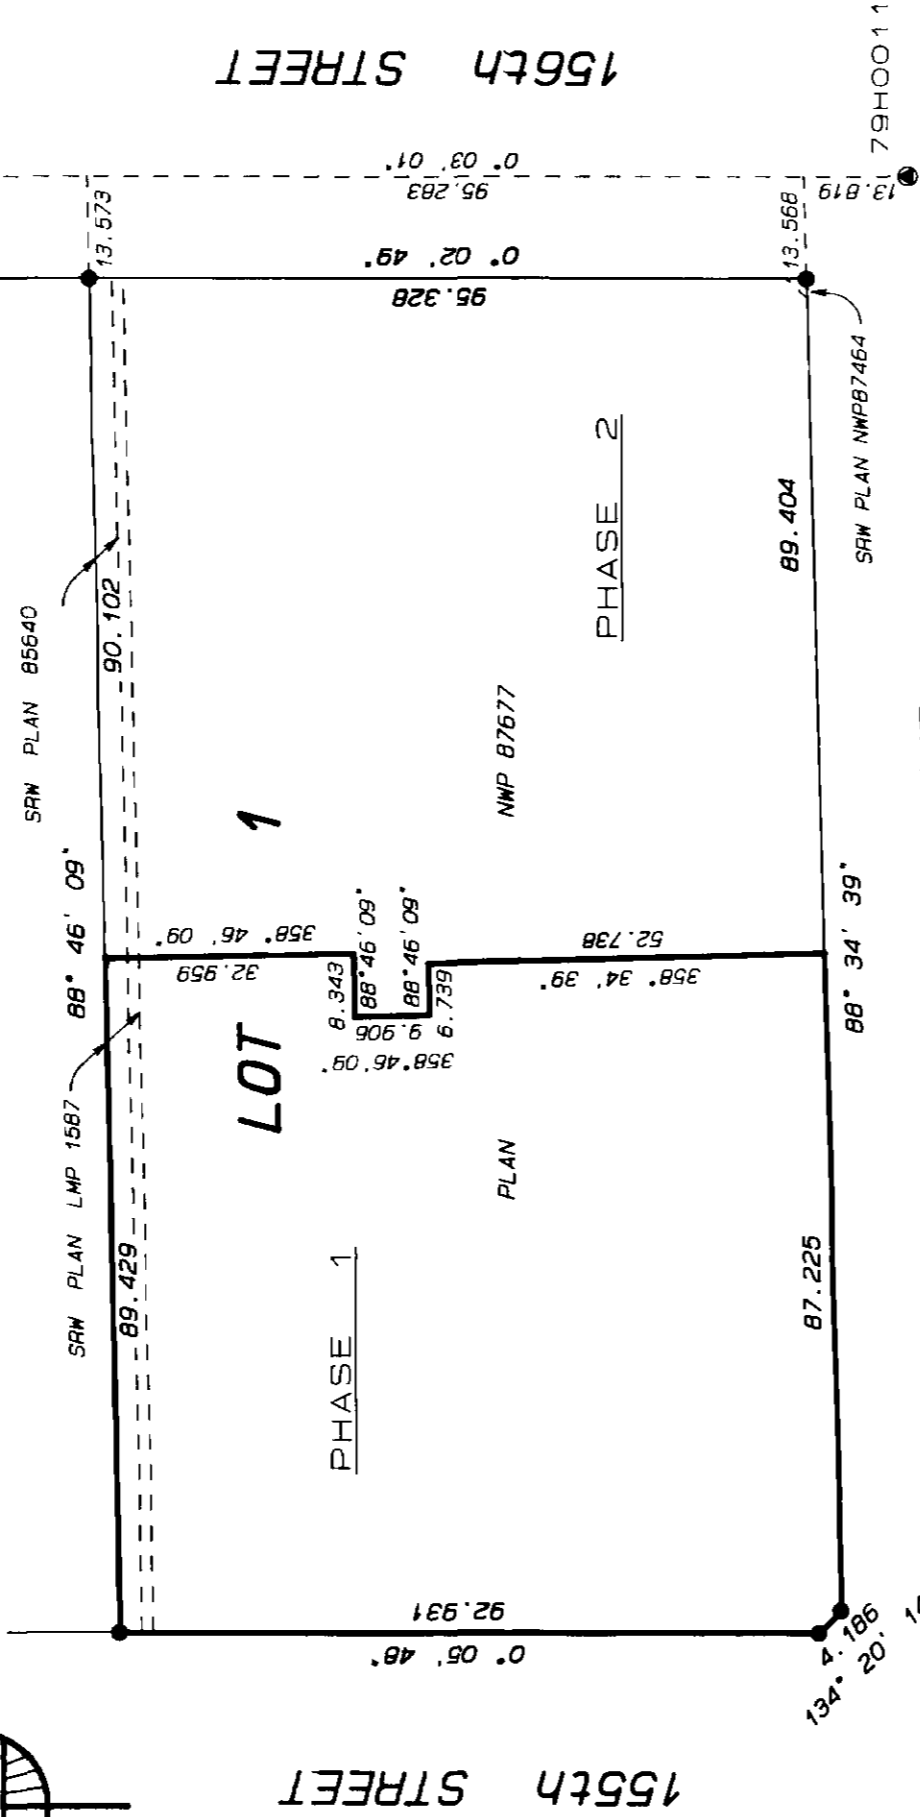 156th STREET
79H0011
0° 03' 01"
95.283
13.819
13.573
13.568
0° 02' 49"
95.328
SRW PLAN NWP87464
SRW PLAN 85640
90.102
PHASE 2
89.404
NWP 87677
LOT 1
88° 46' 09"
88° 34' 39"
358° 46' 09"
32.959
8.343
88° 46' 09"
88° 46' 09"
9.906
6.739
358° 46' 09"
52.738
358° 34' 39"
SRW PLAN LMP 1587
89.429
PLAN
PHASE 1
87.225
92.931
0° 05' 48"
4.186
134° 20'
155th STREET